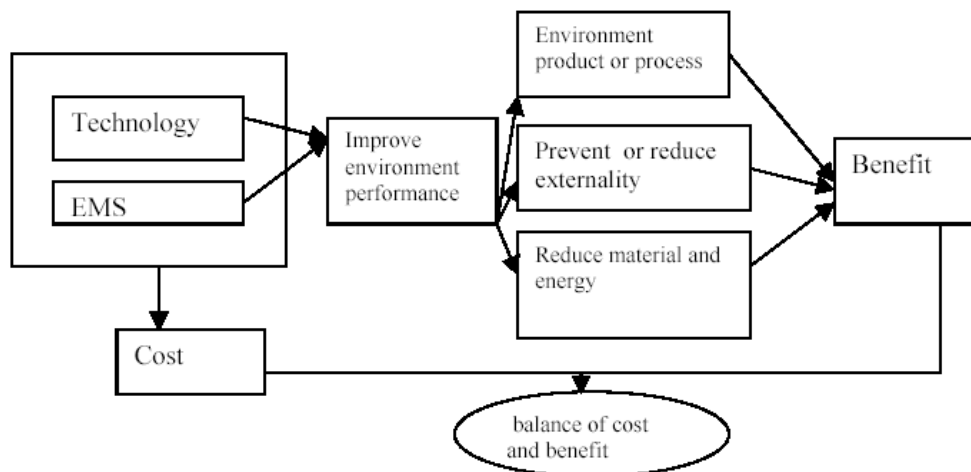 Technology
EMS
Improve
environment
performance
Environment
product or process
Prevent or reduce
externality
Reduce material and
energy
Benefit
Cost
balance of cost
and benefit